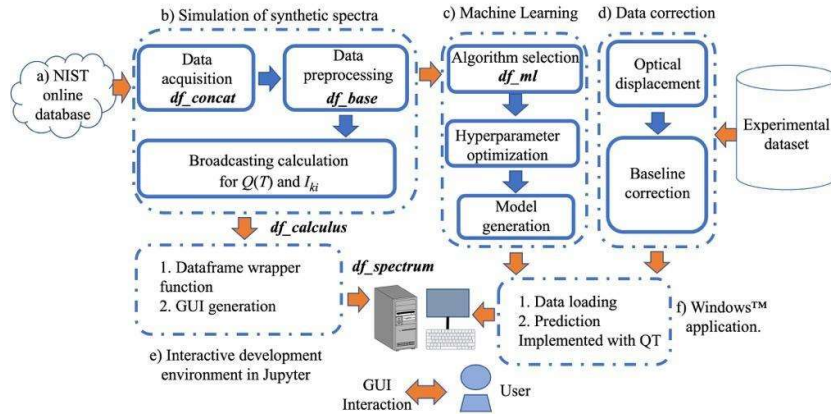 b) Simulation of synthetic spectra
c) Machine Learning
d) Data correction
a) NIST
online
database
Data
acquisition
df_concat
Data
preprocessing
df_base
Broadcasting calculation
for Q(T) and Iki
Algorithm selection
df_ml
Hyperparameter
optimization
Model
generation
Optical
displacement
Baseline
correction
Experimental
dataset
df_calculus
1. Dataframe wrapper
function
2. GUI generation
df_spectrum
1. Data loading
2. Prediction
Implemented with QT
f) Windows™
application.
e) Interactive development
environment in Jupyter
GUI
Interaction
User